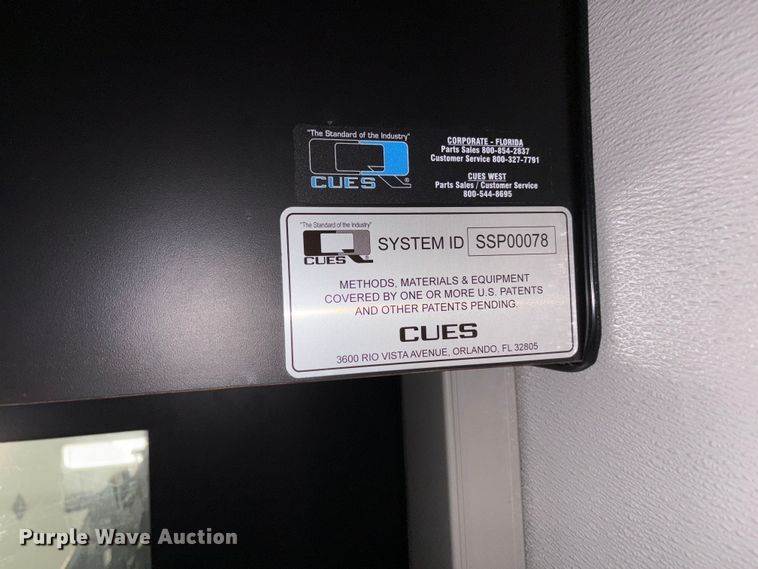 "The Standard of the Industry"
CUES®
CORPORATE - FLORIDA
Parts Sales 800-854-2837
Customer Service 800-327-7791
CUES WEST
Parts Sales / Customer Service
800-544-8695
"The Standard of the Industry"
CUES®
SYSTEM ID SSP00078
METHODS, MATERIALS & EQUIPMENT
COVERED BY ONE OR MORE U.S. PATENTS
AND OTHER PATENTS PENDING.
CUES
3600 RIO VISTA AVENUE, ORLANDO, FL 32805
Purple Wave Auction®